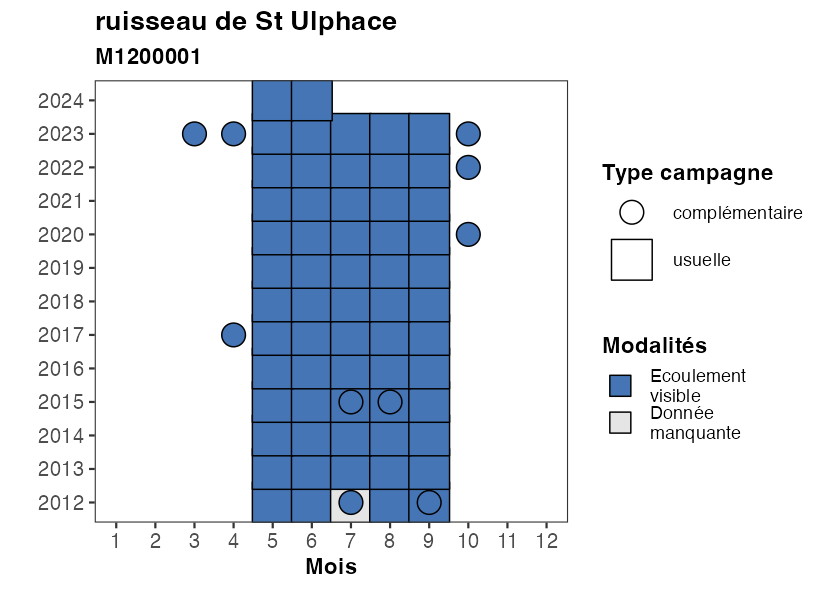 ruisseau de St Ulphace
M1200001
2024
2023
2022
2021
2020
2019
2018
2017
2016
2015
2014
2013
2012
1 2 3 4 5 6 7 8 9 10 11 12
Mois
Type campagne
complémentaire
usuelle
Modalités
Ecoulement
visible
Donnée
manquante